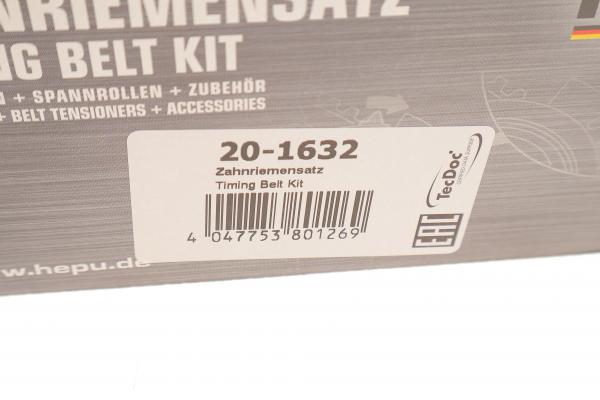 NRIEMENSATZ
NG BELT KIT
+ SPANNROLLEN + ZUBEHÖR
+ BELT TENSIONERS + ACCESSORIES
20-1632
Zahnriemensatz
Timing Belt Kit
4 047753 801269
TecDoc
EAC
www.hepu.de